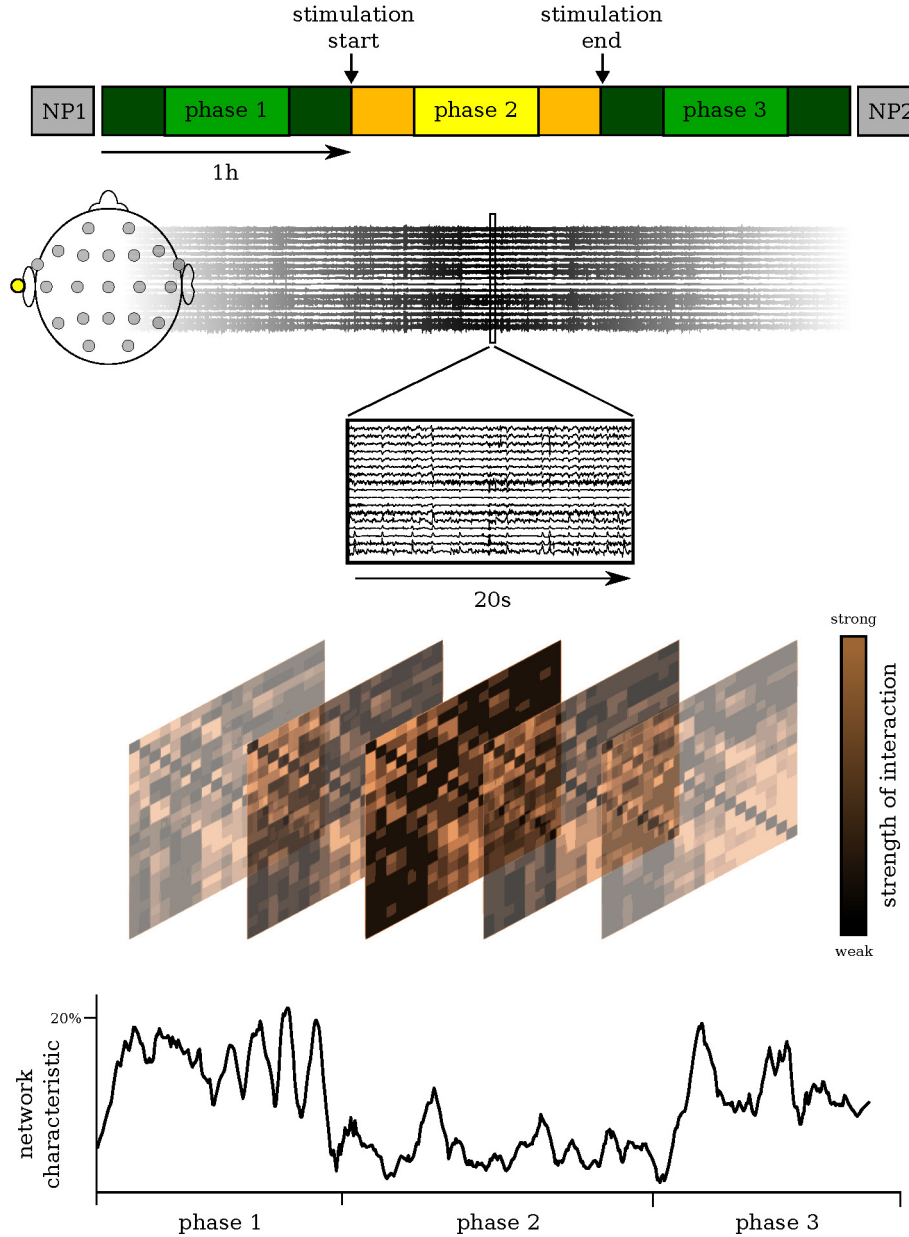 stimulation
start
stimulation
end
NP1
phase 1
phase 2
phase 3
NP2
1h
20s
strong
strength of interaction
weak
20%
network
characteristic
phase 1
phase 2
phase 3